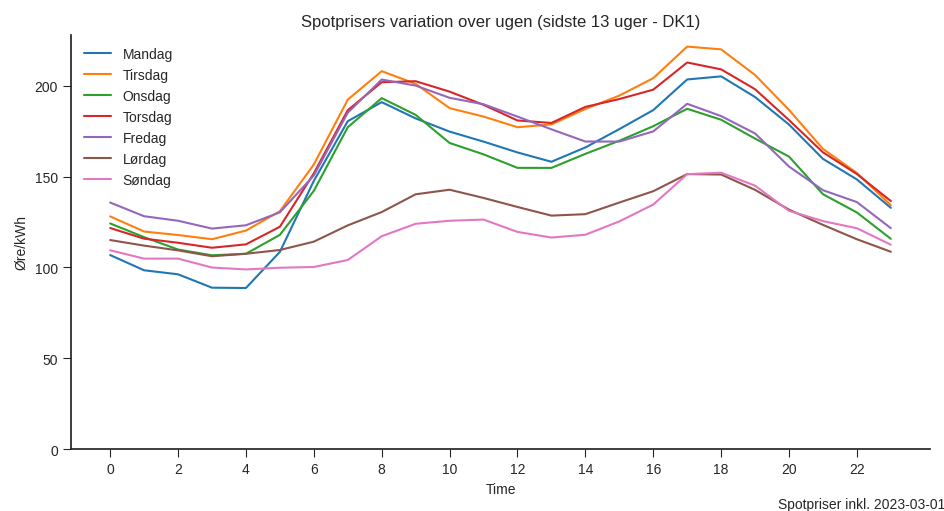 Spotprisers variation over ugen (sidste 13 uger - DK1)
Mandag
Tirsdag
Onsdag
Torsdag
Fredag
Lørdag
Søndag
Øre/kWh
200
150
100
50
0
0 2 4 6 8 10 12 14 16 18 20 22
Time
Spotpriser inkl. 2023-03-01